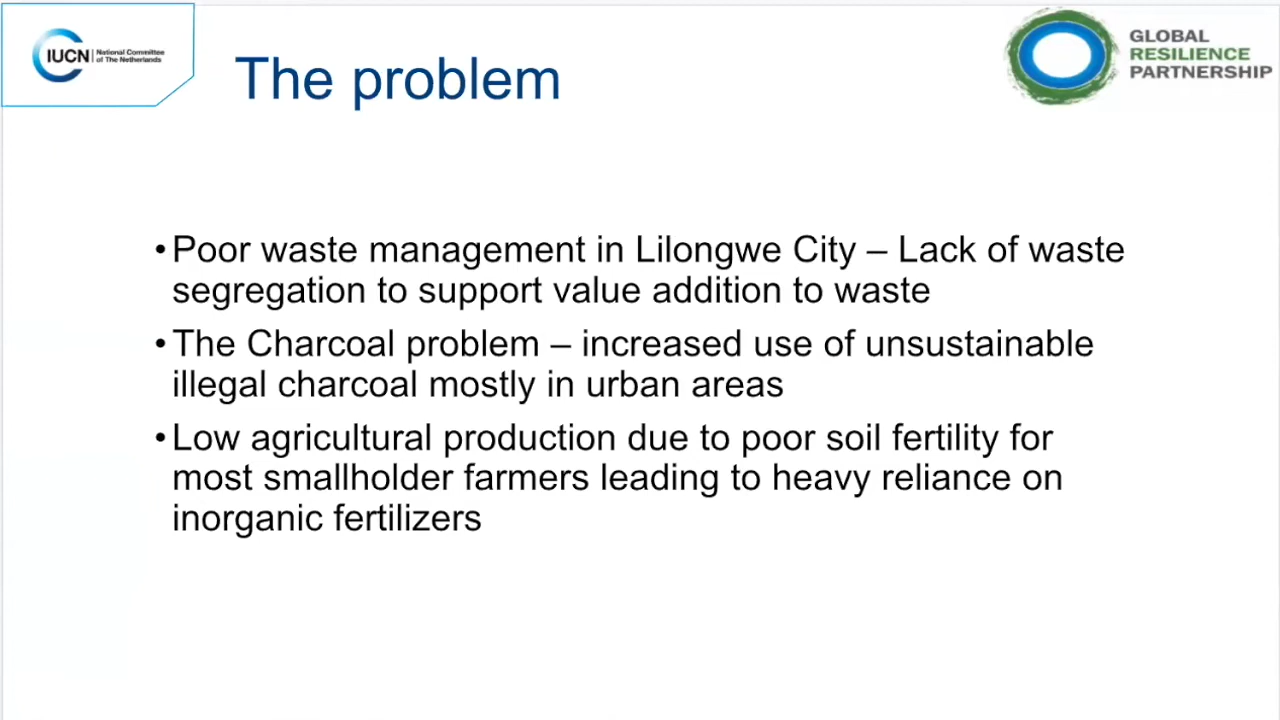 IUCN
National Committee
of The Netherlands
The problem
GLOBAL
RESILIENCE
PARTNERSHIP
•Poor waste management in Lilongwe City – Lack of waste
segregation to support value addition to waste
•The Charcoal problem – increased use of unsustainable
illegal charcoal mostly in urban areas
•Low agricultural production due to poor soil fertility for
most smallholder farmers leading to heavy reliance on
inorganic fertilizers